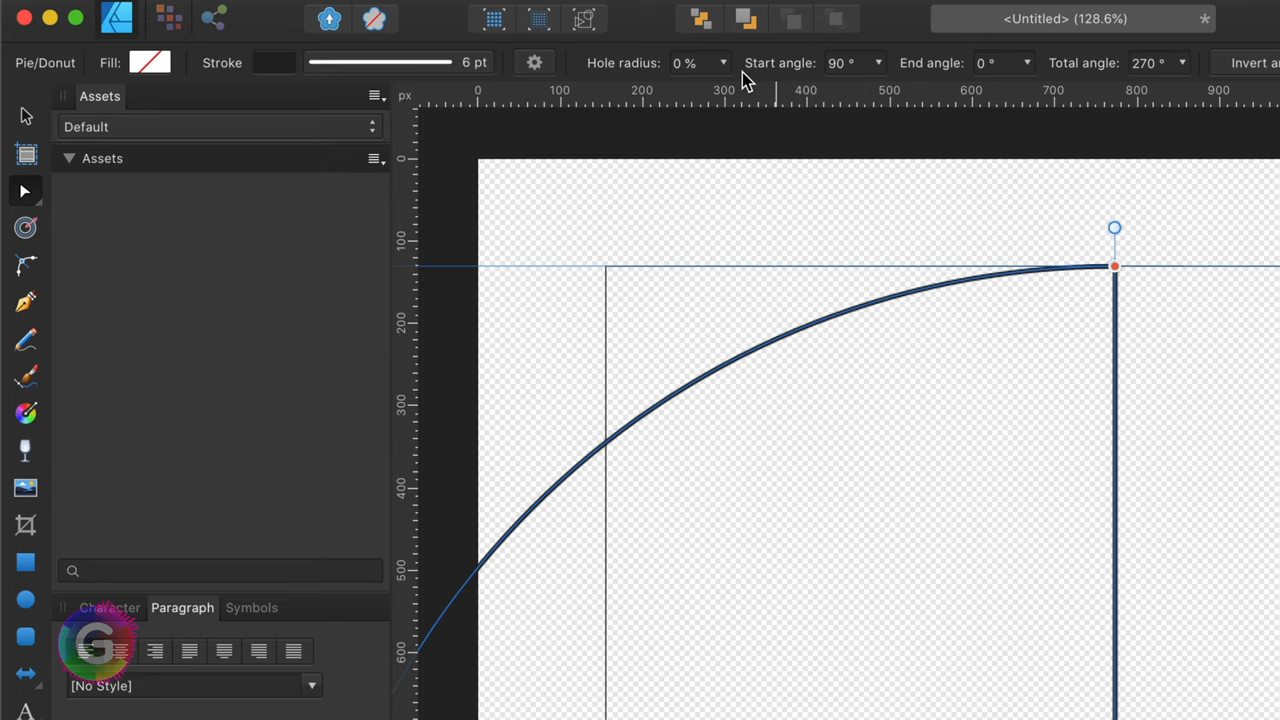 <Untitled> (128.6%) *
Pie/Donut Fill: Stroke 6 pt Hole radius: 0 % Start angle: 90 ° End angle: 0 ° Total angle: 270 ° Invert an
Assets
px 0 100 200 300 400 500 600 700 800 900
Default
Assets
0
100
200
300
400
500
600
Character Paragraph Symbols
G
[No Style]
A